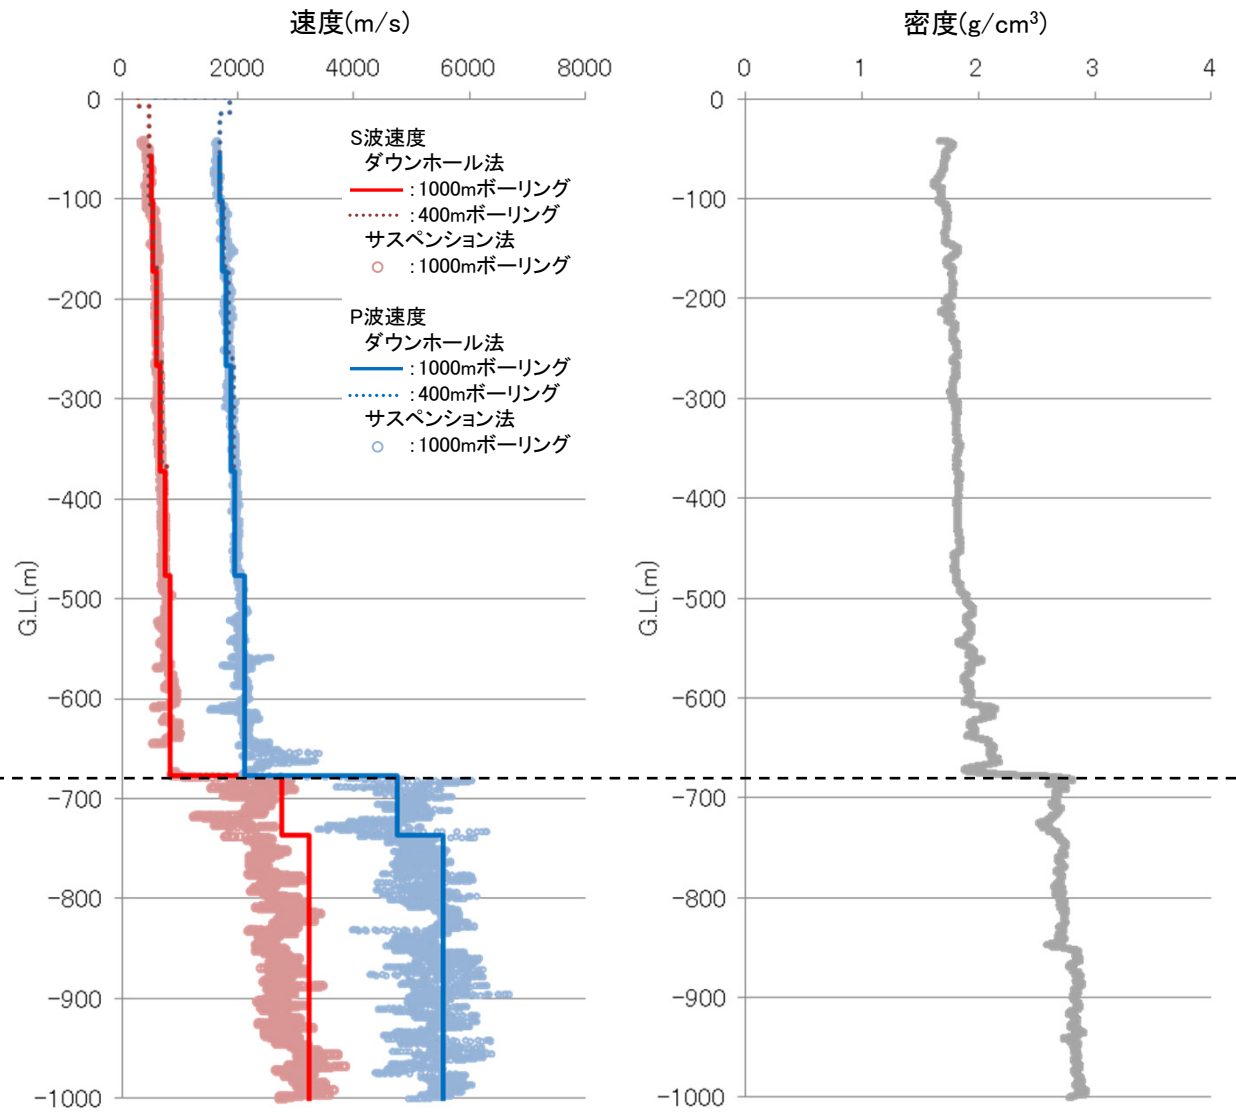 速度(m/s)
0 2000 4000 6000 8000
0
-100
-200
-300
-400
-500
-600
-700
-800
-900
-1000
G.L.(m)
S波速度
ダウンホール法
:1000mボーリング
:400mボーリング
サスペンション法
:1000mボーリング
P波速度
ダウンホール法
:1000mボーリング
:400mボーリング
サスペンション法
:1000mボーリング
密度(g/cm³)
0 1 2 3 4
0
-100
-200
-300
-400
-500
-600
-700
-800
-900
-1000
G.L.(m)